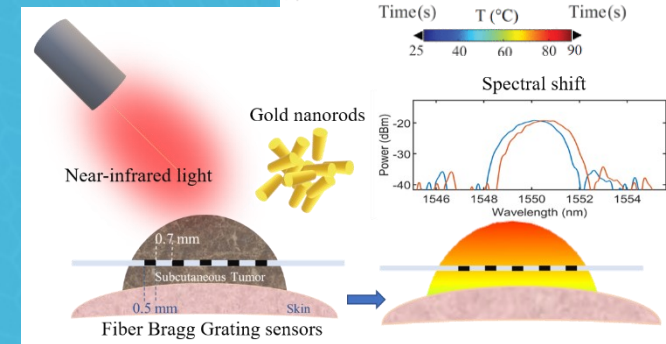 Time(s) T (°C) Time(s)
25 40 60 80 90
Spectral shift
Gold nanorods
Near-infrared light
Power (dBm)
-20
-30
-40
1546 1548 1550 1552 1554
Wavelength (nm)
0.7 mm
Subcutaneous Tumor
0.5 mm
Skin
Fiber Bragg Grating sensors